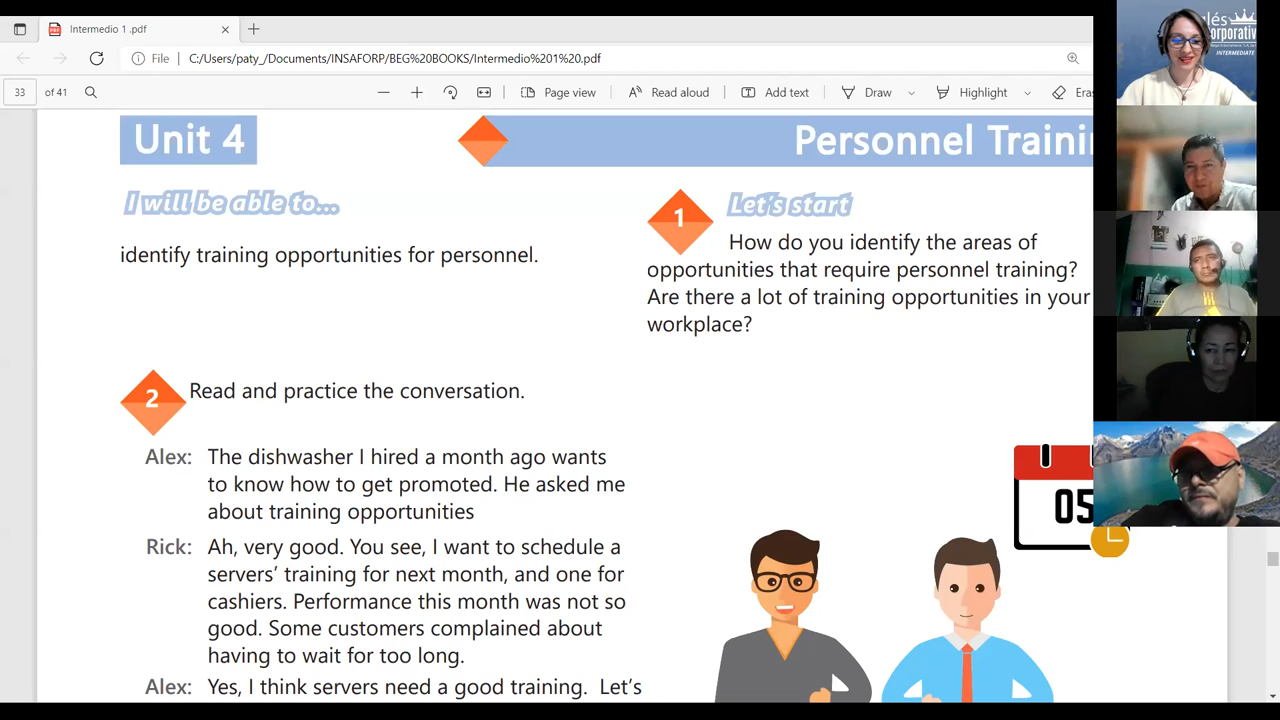 Intermedio 1 .pdf
File
C:/Users/paty_/Documents/INSAFORP/BEG%20BOOKS/Intermedio%201%20.pdf
33 of 41
Page view
Read aloud
Add text
Draw
Highlight
Unit 4
Personnel
I will be able to...
identify training opportunities for personnel.
1
Let's start
How do you identify the areas of
opportunities that require personnel training?
Are there a lot of training opportunities in your
workplace?
2
Read and practice the conversation.
Alex: The dishwasher I hired a month ago wants
to know how to get promoted. He asked me
about training opportunities
Rick: Ah, very good. You see, I want to schedule a
servers' training for next month, and one for
cashiers. Performance this month was not so
good. Some customers complained about
having to wait for too long.
Alex: Yes, I think servers need a good training. Let's
05
INTERMEDIATE